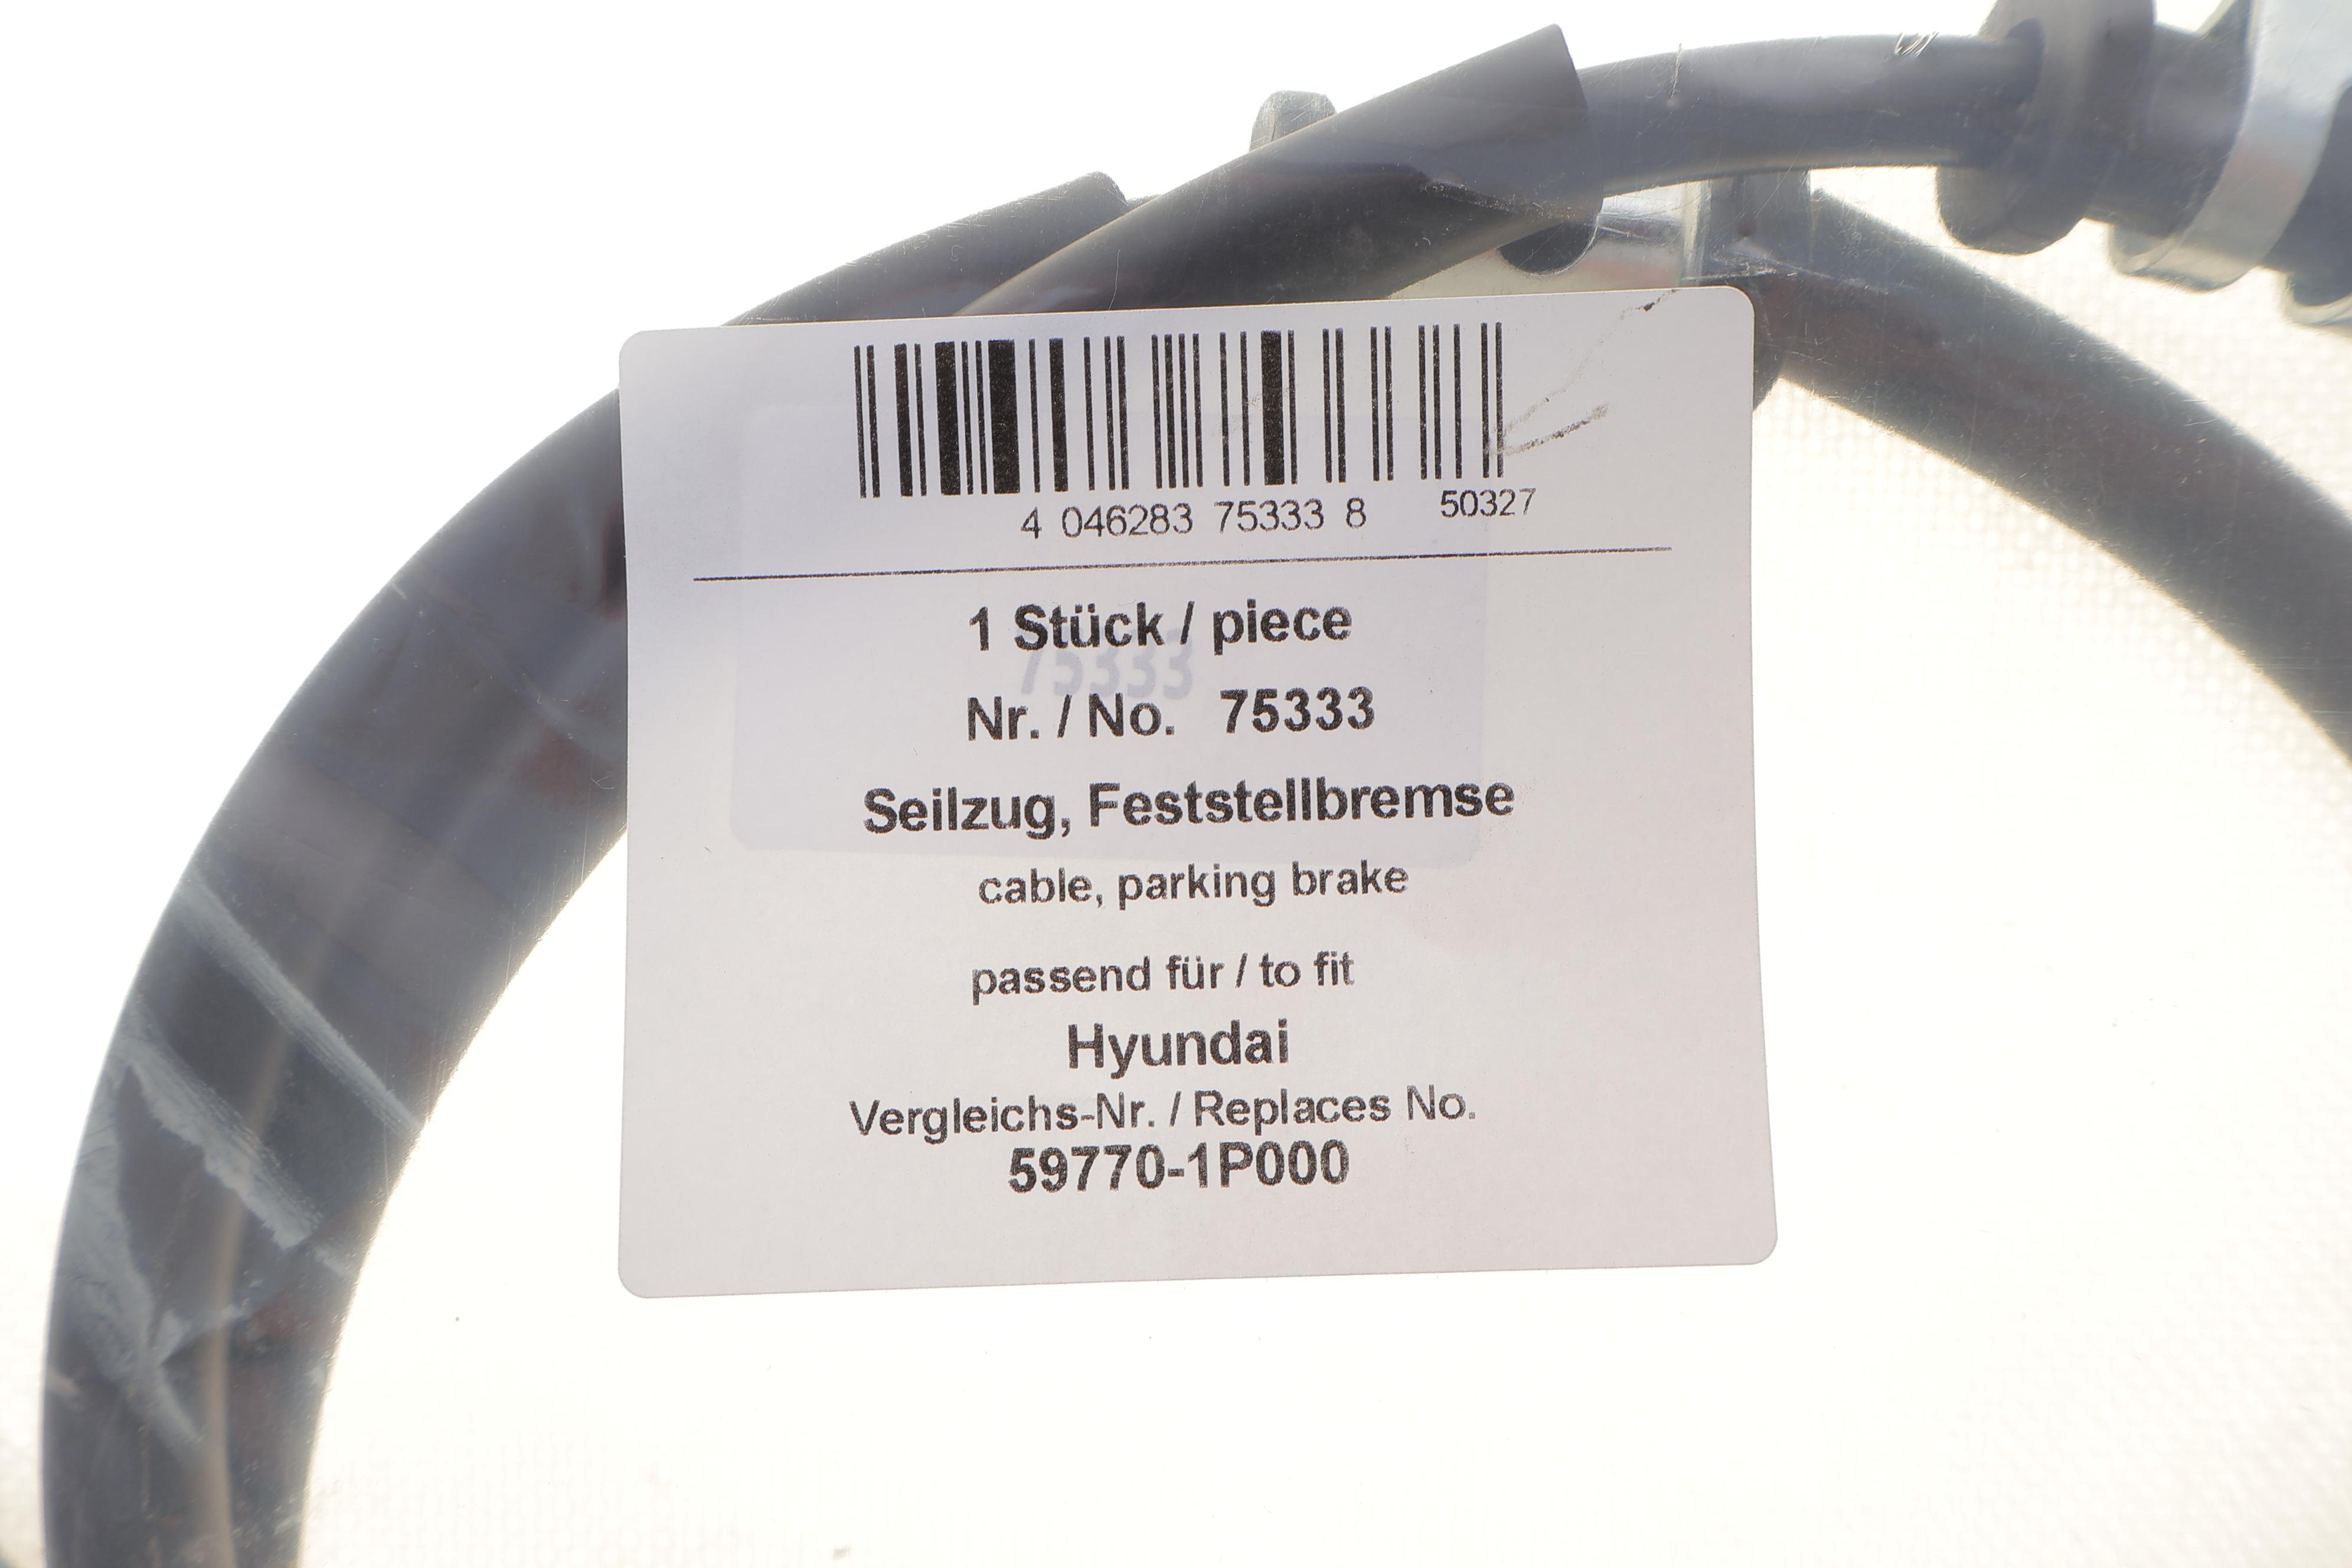 4 046283 75333 8 50327
1 Stück / piece
75333
Nr. / No. 75333
Seilzug, Feststellbremse
cable, parking brake
passend für / to fit
Hyundai
Vergleichs-Nr. / Replaces No.
59770-1P000